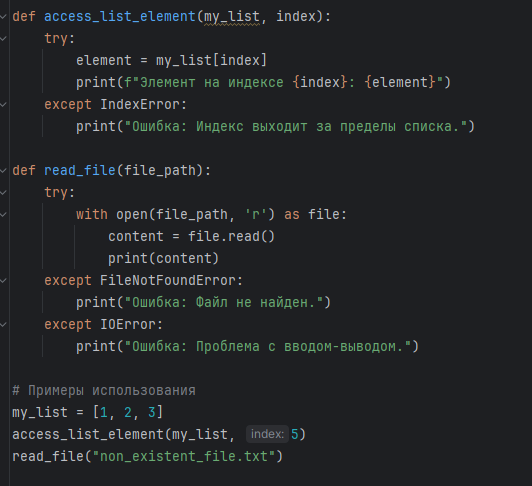 def access_list_element(my_list, index):
    try:
        element = my_list[index]
        print(f"Элемент на индексе {index}: {element}")
    except IndexError:
        print("Ошибка: Индекс выходит за пределы списка.")

def read_file(file_path):
    try:
        with open(file_path, 'r') as file:
            content = file.read()
            print(content)
    except FileNotFoundError:
        print("Ошибка: Файл не найден.")
    except IOError:
        print("Ошибка: Проблема с вводом-выводом.")

# Примеры использования
my_list = [1, 2, 3]
access_list_element(my_list, index: 5)
read_file("non_existent_file.txt")